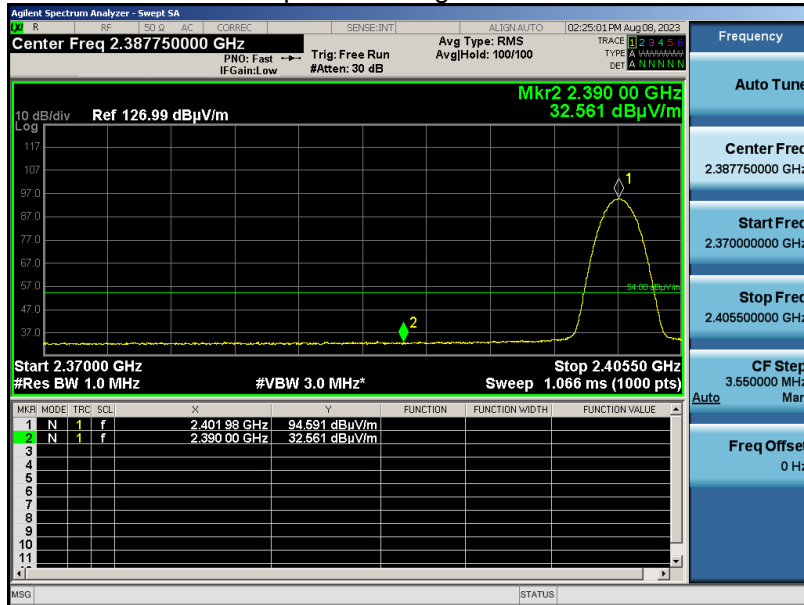 Agilent Spectrum Analyzer - Swept SA
LXI R RF 50 Ω AC CORREC SENSE:INT ALIGN AUTO 02:25:01 PM Aug 08, 2023
Center Freq 2.387750000 GHz
PNO: Fast
IFGain:Low
Trig: Free Run
#Atten: 30 dB
Avg Type: RMS
Avg|Hold: 100/100
TRACE 1 2 3 4 5 6
TYPE A
DET A N N N N N
Mkr2 2.390 00 GHz
32.561 dBµV/m
10 dB/div Ref 126.99 dBµV/m
Log
117
107
97.0
87.0
77.0
67.0
57.0
47.0
37.0
1
2
54.00 dBµV/m
Start 2.37000 GHz Stop 2.40550 GHz
#Res BW 1.0 MHz #VBW 3.0 MHz* Sweep 1.066 ms (1000 pts)
MKR MODE TRC SCL X Y FUNCTION FUNCTION WIDTH FUNCTION VALUE
1 N 1 f 2.401 98 GHz 94.591 dBµV/m
2 N 1 f 2.390 00 GHz 32.561 dBµV/m
3
4
5
6
7
8
9
10
11
MSG STATUS
Frequency
Auto Tune
Center Freq
2.387750000 GHz
Start Freq
2.370000000 GHz
Stop Freq
2.405500000 GHz
CF Step
3.550000 MHz
Auto Man
Freq Offset
0 Hz